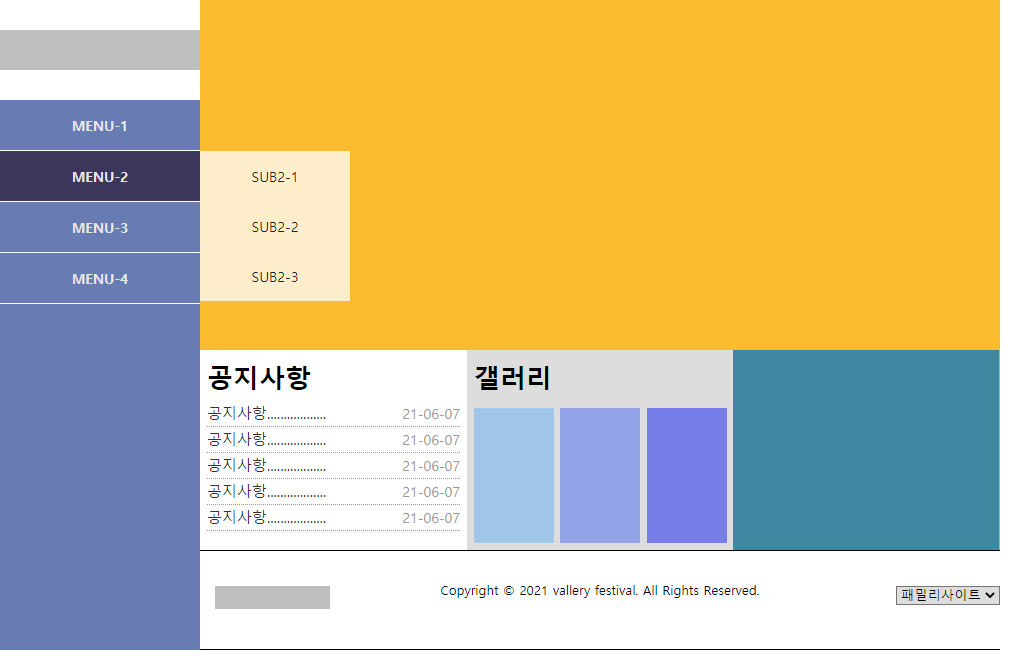 MENU-1
MENU-2
MENU-3
MENU-4
SUB2-1
SUB2-2
SUB2-3
공지사항
공지사항.................. 21-06-07
공지사항.................. 21-06-07
공지사항.................. 21-06-07
공지사항.................. 21-06-07
공지사항.................. 21-06-07
갤러리
Copyright © 2021 vallery festival. All Rights Reserved.
패밀리사이트